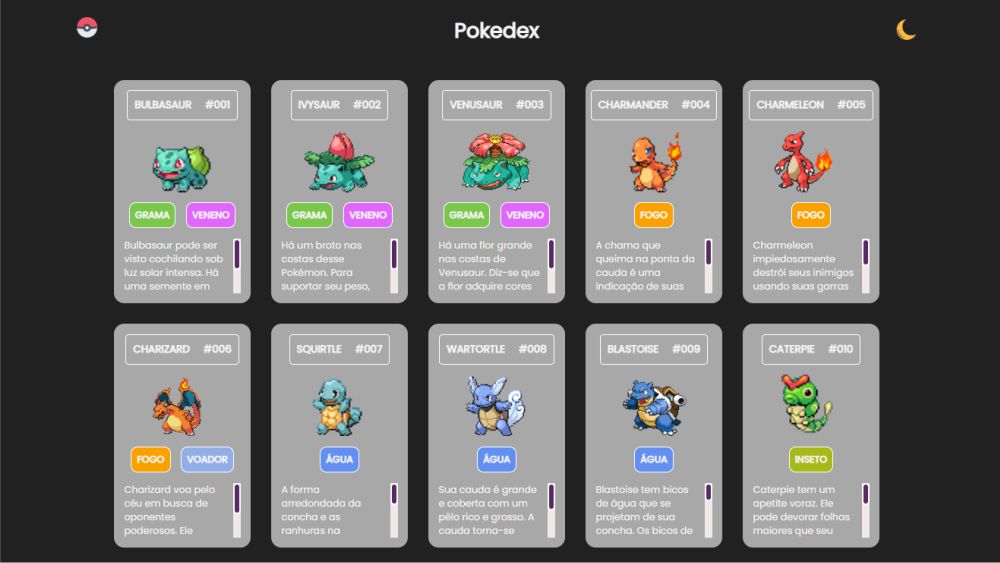 Pokedex
BULBASAUR #001
GRAMA VENENO
Bulbasaur pode ser
visto cochilando sob
luz solar intensa. Há
uma semente em
IVYSAUR #002
GRAMA VENENO
Há um broto nas
costas desse
Pokémon. Para
suportar seu peso,
VENUSAUR #003
GRAMA VENENO
Há uma flor grande
nas costas de
Venusaur. Diz-se que
a flor adquire cores
CHARMANDER #004
FOGO
A chama que
queima na ponta da
cauda é uma
indicação de suas
CHARMELEON #005
FOGO
Charmeleon
impiedosamente
destrói seus inimigos
usando suas garras
CHARIZARD #006
FOGO VOADOR
Charizard voa pelo
céu em busca de
oponentes
poderosos. Ele
SQUIRTLE #007
ÁGUA
A forma
arredondada da
concha e as
ranhuras na
WARTORTLE #008
ÁGUA
Sua cauda é grande
e coberta com um
pêlo rico e grosso. A
cauda torna-se
BLASTOISE #009
ÁGUA
Blastoise tem bicos
de água que se
projetam de sua
concha. Os bicos de
CATERPIE #010
INSETO
Caterpie tem um
apetite voraz. Ele
pode devorar folhas
maiores que seu